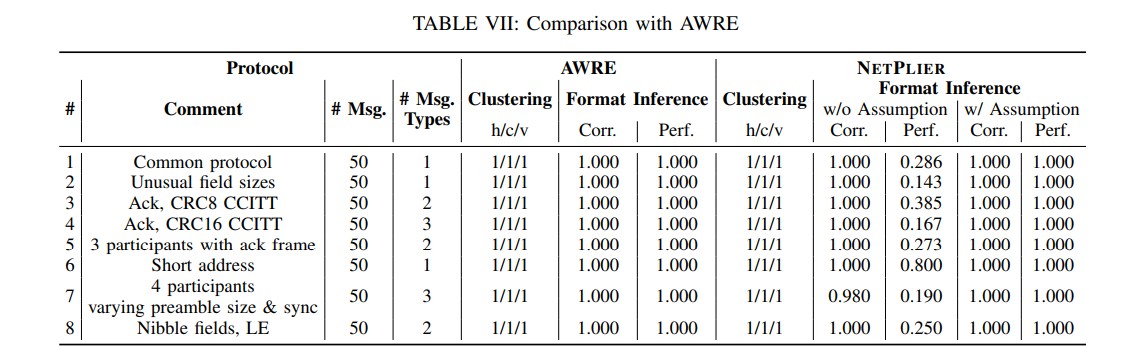 TABLE VII: Comparison with AWRE
Protocol AWRE NETPLIER
# Comment # Msg. # Msg. Types Clustering Format Inference Clustering Format Inference
w/o Assumption w/ Assumption
h/c/v Corr. Perf. h/c/v Corr. Perf. Corr. Perf.
1 Common protocol 50 1 1/1/1 1.000 1.000 1/1/1 1.000 0.286 1.000 1.000
2 Unusual field sizes 50 1 1/1/1 1.000 1.000 1/1/1 1.000 0.143 1.000 1.000
3 Ack, CRC8 CCITT 50 2 1/1/1 1.000 1.000 1/1/1 1.000 0.385 1.000 1.000
4 Ack, CRC16 CCITT 50 3 1/1/1 1.000 1.000 1/1/1 1.000 0.167 1.000 1.000
5 3 participants with ack frame 50 2 1/1/1 1.000 1.000 1/1/1 1.000 0.273 1.000 1.000
6 Short address 50 1 1/1/1 1.000 1.000 1/1/1 1.000 0.800 1.000 1.000
7 4 participants varying preamble size & sync 50 3 1/1/1 1.000 1.000 1/1/1 0.980 0.190 1.000 1.000
8 Nibble fields, LE 50 2 1/1/1 1.000 1.000 1/1/1 1.000 0.250 1.000 1.000